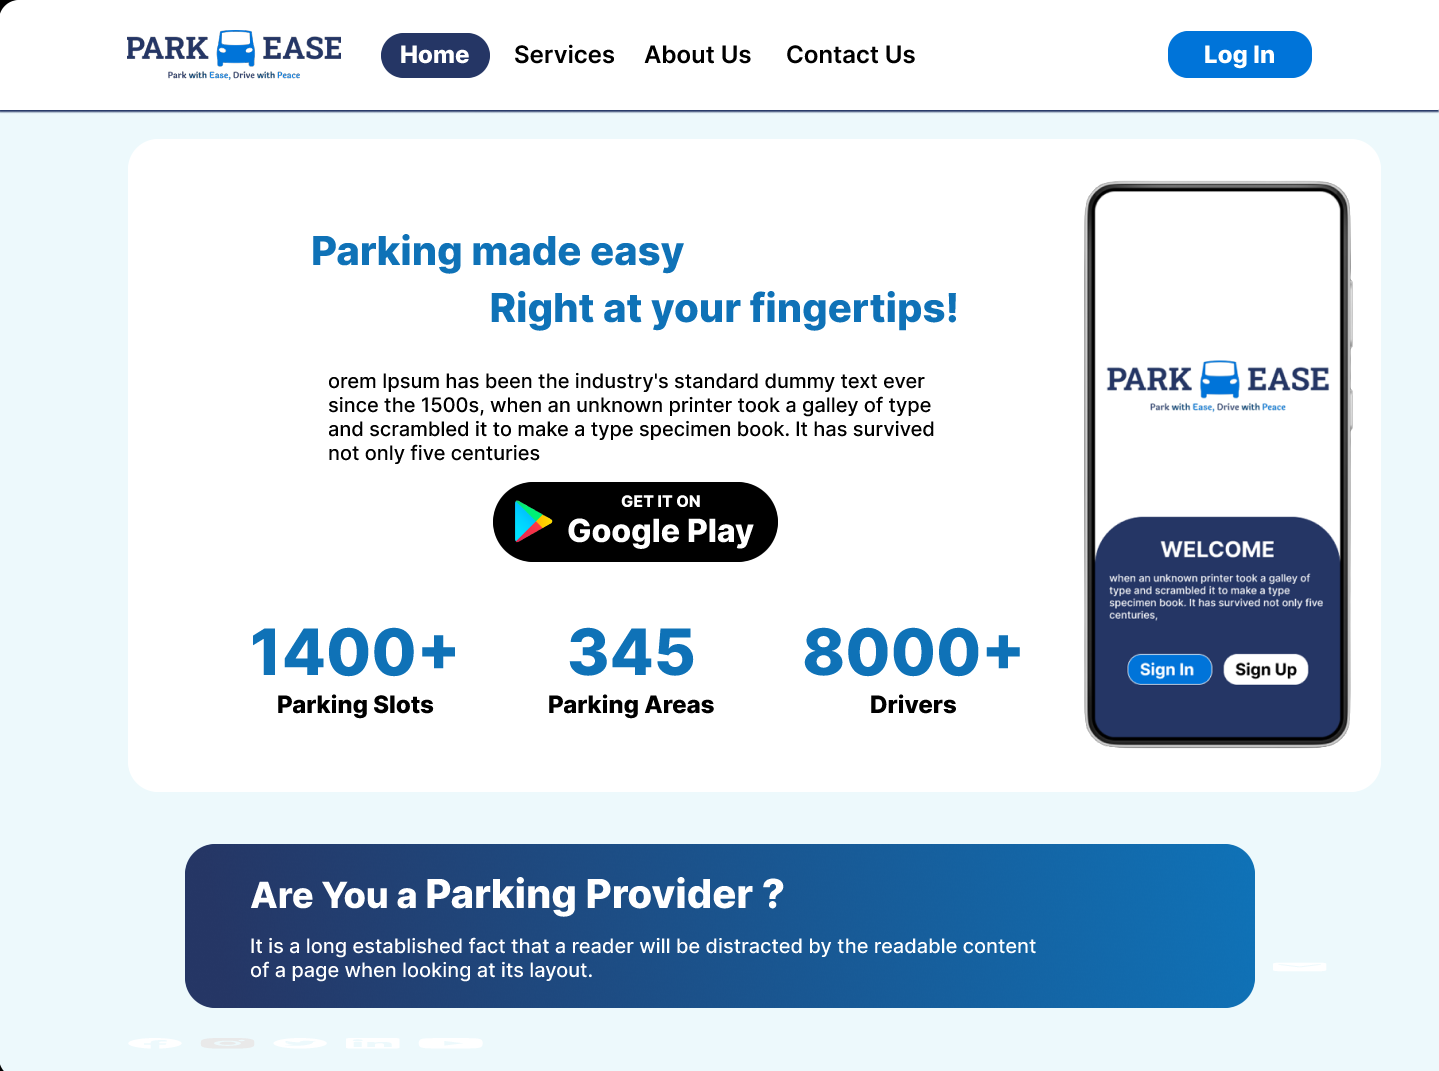 PARK EASE
Park with Ease, Drive with Peace
Home
Services
About Us
Contact Us
Log In
Parking made easy
Right at your fingertips!
orem Ipsum has been the industry's standard dummy text ever
since the 1500s, when an unknown printer took a galley of type
and scrambled it to make a type specimen book. It has survived
not only five centuries
GET IT ON
Google Play
1400+
Parking Slots
345
Parking Areas
8000+
Drivers
PARK EASE
Park with Ease, Drive with Peace
WELCOME
when an unknown printer took a galley of
type and scrambled it to make a type
specimen book. It has survived not only five
centuries,
Sign In
Sign Up
Are You a Parking Provider ?
It is a long established fact that a reader will be distracted by the readable content
of a page when looking at its layout.